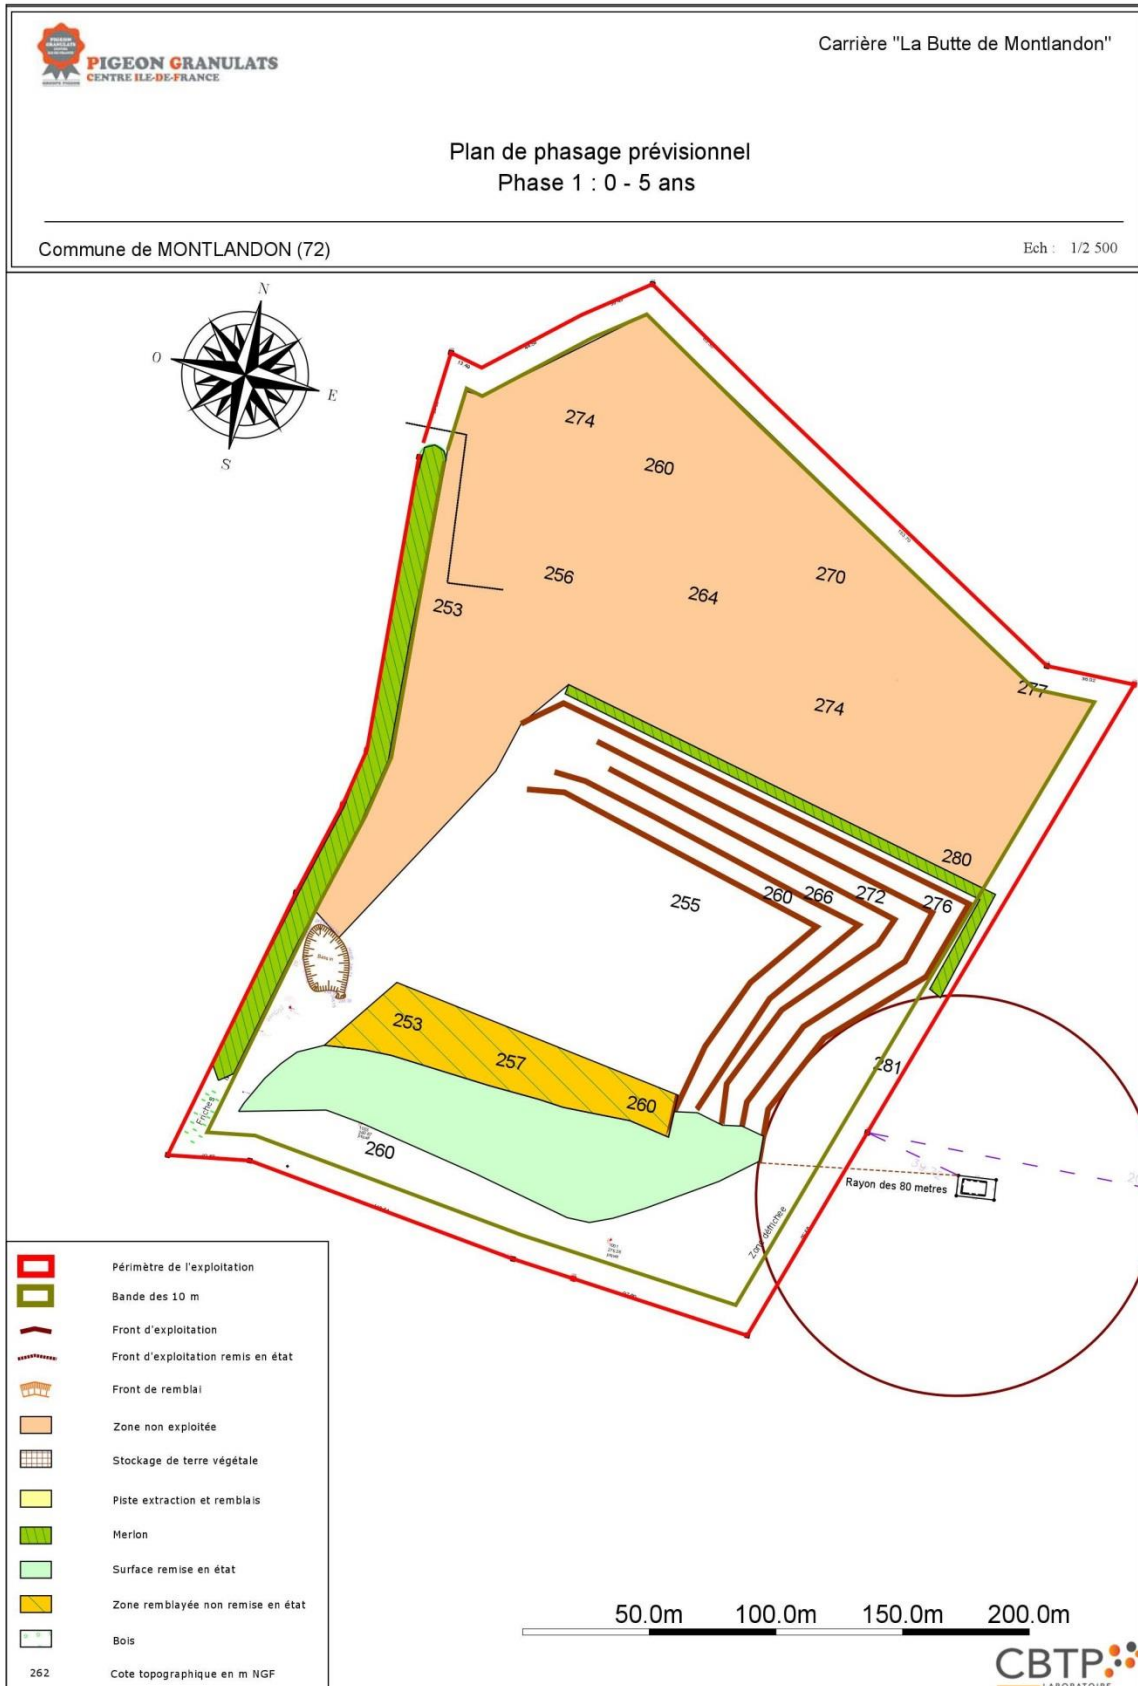 PIGEON GRANULATS
CENTRE ILE-DE-FRANCE
Carrière "La Butte de Montlandon"
Plan de phasage prévisionnel
Phase 1 : 0 - 5 ans
Commune de MONTLANDON (72)
Ech : 1/2 500
N
O
E
S
274
260
256
264
270
253
274
277
280
255
260
266
272
276
253
257
260
281
Friches
260
Rayon des 80 metres
Zone défrichée
Périmètre de l'exploitation
Bande des 10 m
Front d'exploitation
Front d'exploitation remis en état
Front de remblai
Zone non exploitée
Stockage de terre végétale
Piste extraction et remblais
Merlon
Surface remise en état
Zone remblayée non remise en état
Bois
262 Cote topographique en m NGF
50.0m 100.0m 150.0m 200.0m
CBTP
LABORATOIRE